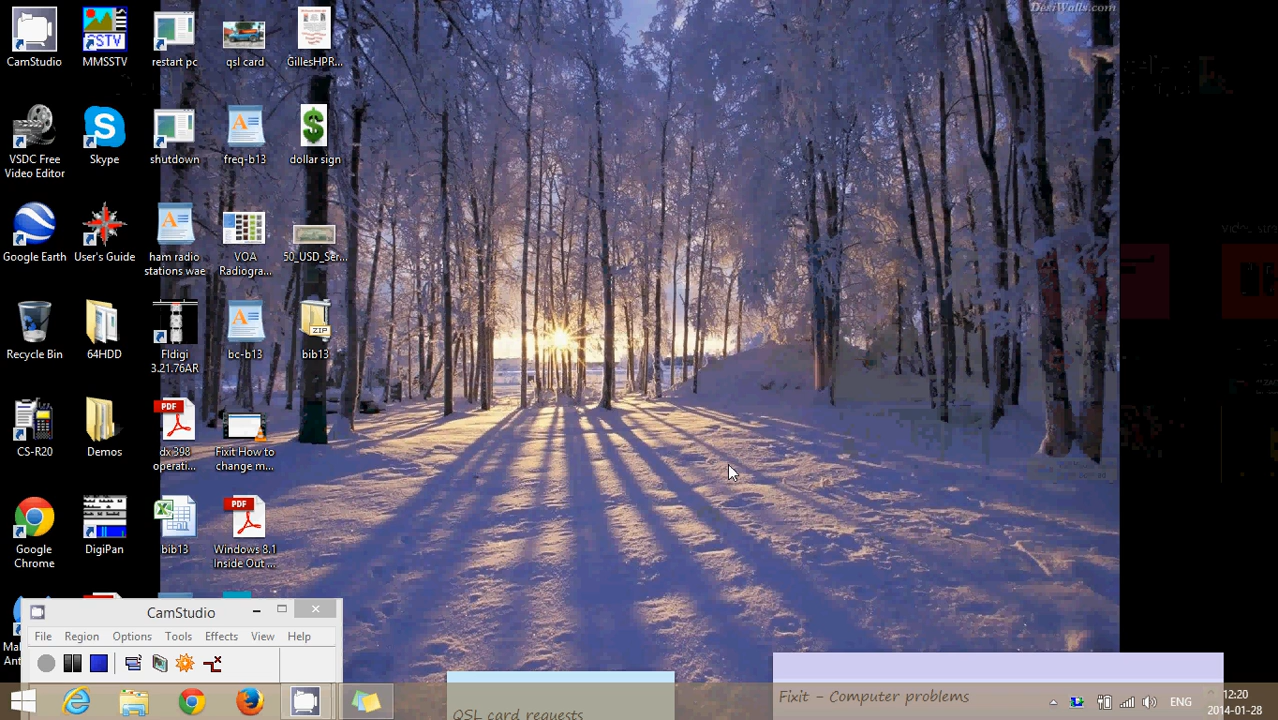 DesiWalls.com
CamStudio
MMSSTV
restart pc
qsl card
GillesHPR...
VSDC Free
Video Editor
Skype
shutdown
freq-b13
dollar sign
Google Earth
User's Guide
ham radio
stations wae
VOA
Radiogra...
50_USD_Ser...
Recycle Bin
64HDD
Fldigi
3.21.76AR
bc-b13
ZIP
bib13
CS-R20
Demos
PDF
dx 398
operati...
Fixit How to
change m...
Google
Chrome
DigiPan
bib13
PDF
Windows 8.1
Inside Out ...
CamStudio
File Region Options Tools Effects View Help
QSL card requests
Fixit - Computer problems
ENG
12:20
2014-01-28